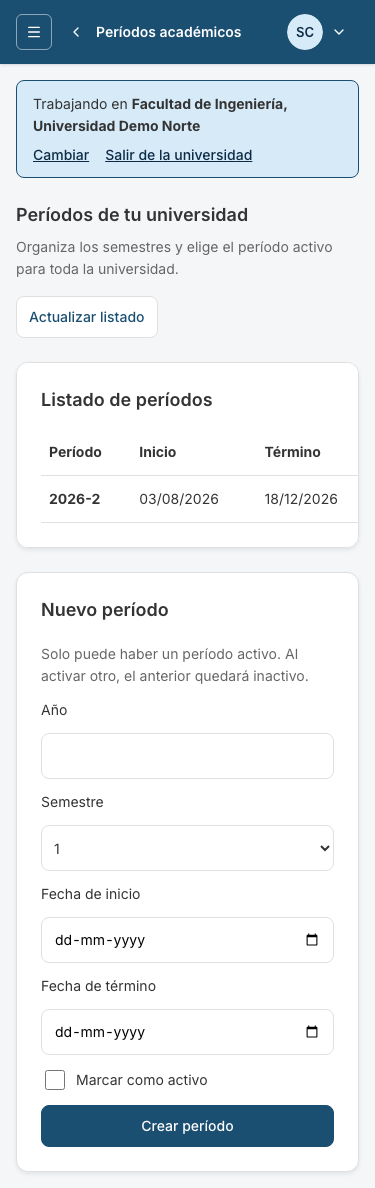 Períodos académicos
SC
Trabajando en Facultad de Ingeniería,
Universidad Demo Norte
Cambiar Salir de la universidad
Períodos de tu universidad
Organiza los semestres y elige el período activo
para toda la universidad.
Actualizar listado
Listado de períodos
Período Inicio Término
2026-2 03/08/2026 18/12/2026
Nuevo período
Solo puede haber un período activo. Al
activar otro, el anterior quedará inactivo.
Año
Semestre
1
Fecha de inicio
dd-mm-yyyy
Fecha de término
dd-mm-yyyy
Marcar como activo
Crear período